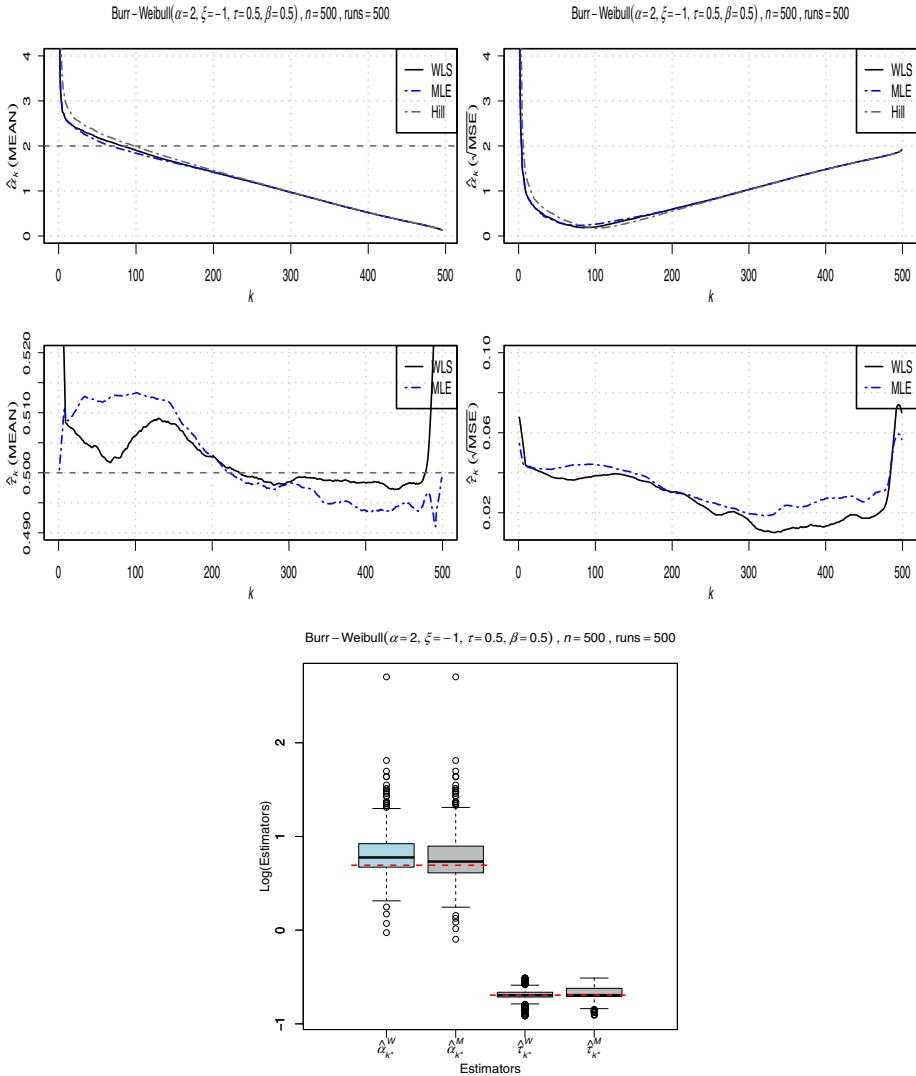 Burr−Weibull(α=2, ξ=−1, τ=0.5, β=0.5) , n=500 , runs=500
α̂k (MEAN)
0 1 2 3 4
WLS
MLE
Hill
0 100 200 300 400 500
k
Burr−Weibull(α=2, ξ=−1, τ=0.5, β=0.5) , n=500 , runs=500
α̂k (√MSE)
0 1 2 3 4
WLS
MLE
Hill
0 100 200 300 400 500
k
τ̂k (MEAN)
0.490 0.500 0.510 0.520
WLS
MLE
0 100 200 300 400 500
k
τ̂k (√MSE)
0.02 0.06 0.10
WLS
MLE
0 100 200 300 400 500
k
Burr−Weibull(α=2, ξ=−1, τ=0.5, β=0.5) , n=500 , runs=500
Log(Estimators)
−1 0 1 2
α̂ᵂk* α̂ᴹk* τ̂ᵂk* τ̂ᴹk*
Estimators